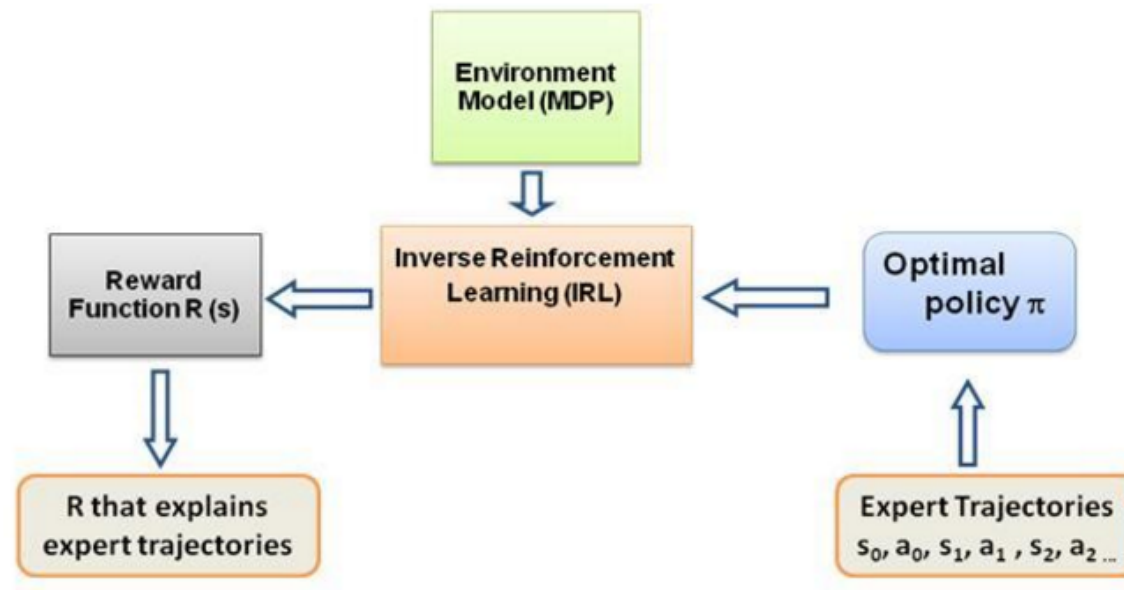 Environment
Model (MDP)
Inverse Reinforcement
Learning (IRL)
Reward
Function R (s)
Optimal
policy π
R that explains
expert trajectories
Expert Trajectories
s₀, a₀, s₁, a₁ , s₂, a₂ ...